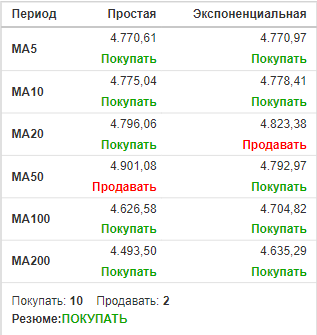 Период Простая Экспоненциальная
4.770,61 4.770,97
MA5
Покупать Покупать
4.775,04 4.778,41
MA10
Покупать Покупать
4.796,06 4.823,38
MA20
Покупать Продавать
4.901,08 4.792,97
MA50
Продавать Покупать
4.626,58 4.704,82
MA100
Покупать Покупать
4.493,50 4.635,29
MA200
Покупать Покупать
Покупать: 10 Продавать: 2
Резюме:ПОКУПАТЬ